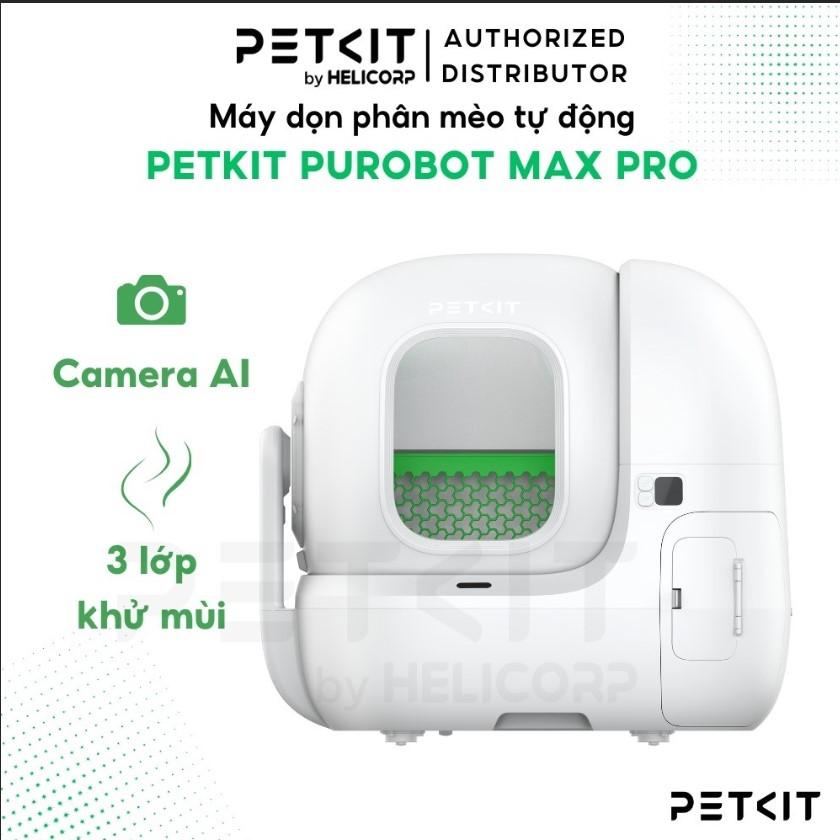 PETKIT
by HELICORP
AUTHORIZED
DISTRIBUTOR
Máy dọn phân mèo tự động
PETKIT PUROBOT MAX PRO
PETKIT
Camera AI
3 lớp
khử mùi
PETKIT
by HELICORP
PETKIT